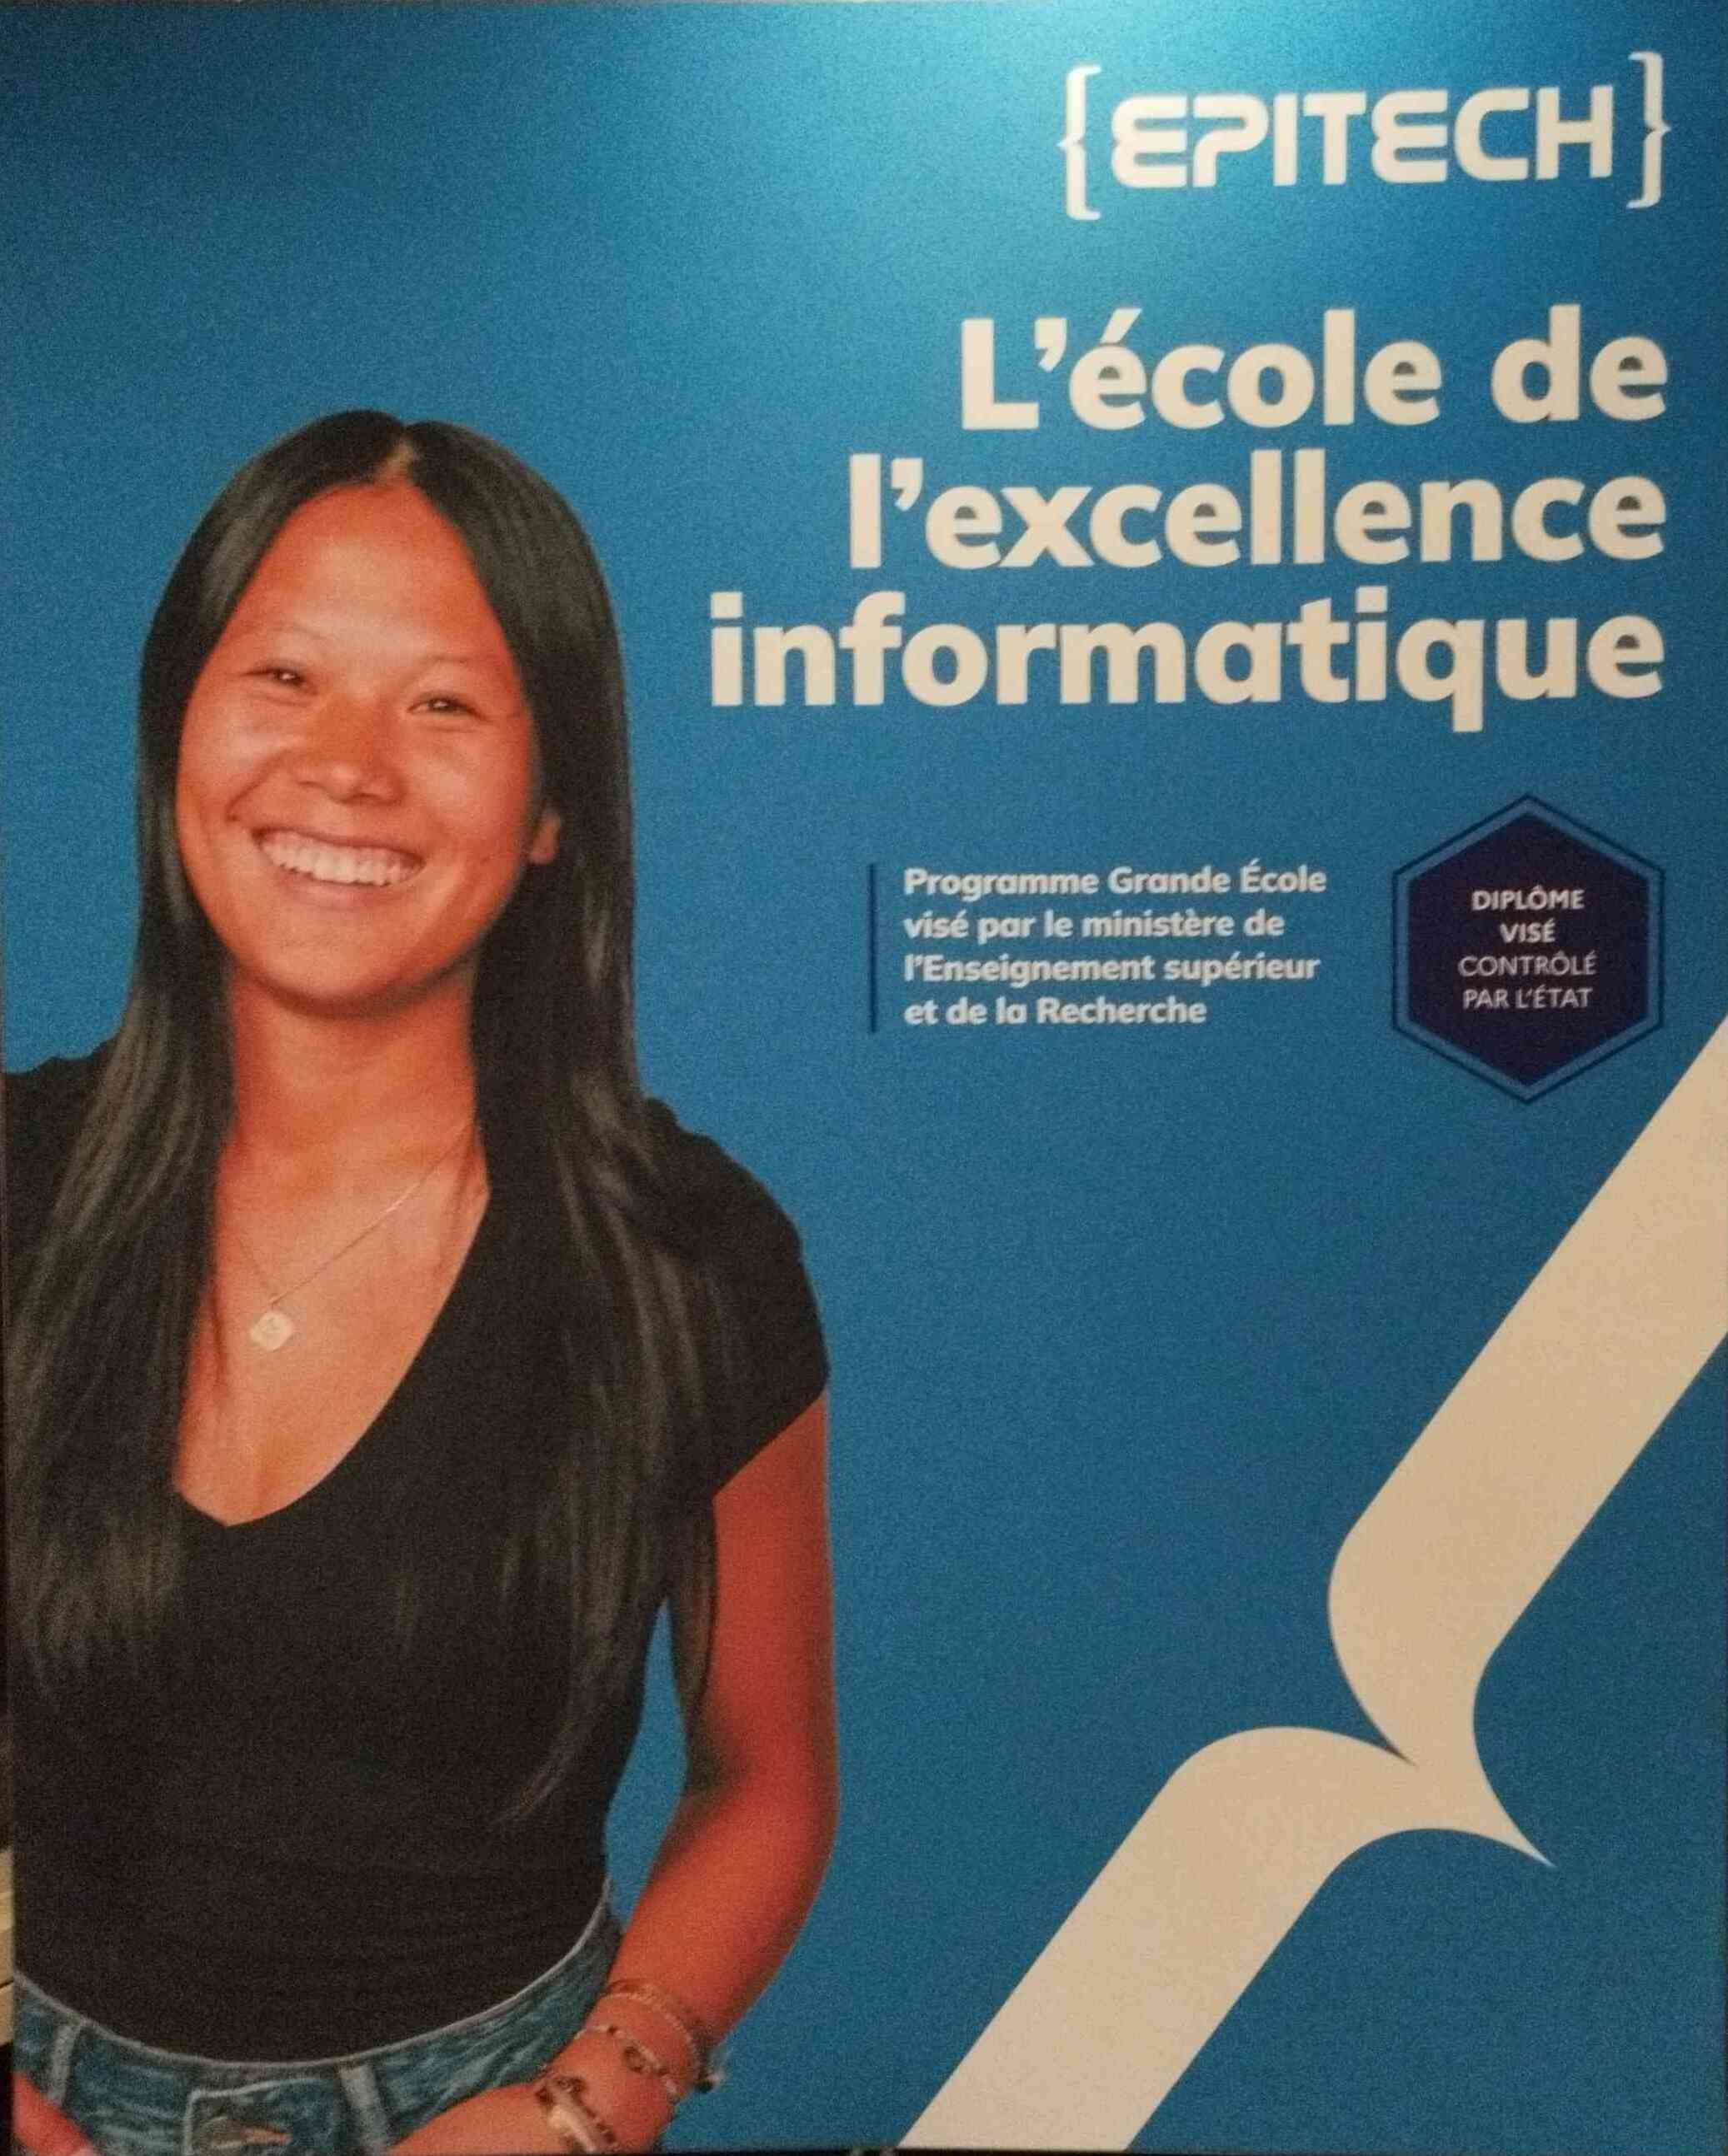 {EPITECH}
L'école de
l'excellence
informatique
Programme Grande École
visé par le ministère de
l'Enseignement supérieur
et de la Recherche
DIPLÔME
VISÉ
CONTRÔLÉ
PAR L'ÉTAT